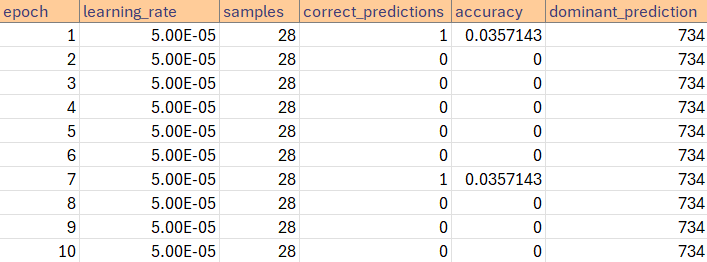 epoch learning_rate samples correct_predictions accuracy dominant_prediction
1 5.00E-05 28 1 0.0357143 734
2 5.00E-05 28 0 0 734
3 5.00E-05 28 0 0 734
4 5.00E-05 28 0 0 734
5 5.00E-05 28 0 0 734
6 5.00E-05 28 0 0 734
7 5.00E-05 28 1 0.0357143 734
8 5.00E-05 28 0 0 734
9 5.00E-05 28 0 0 734
10 5.00E-05 28 0 0 734